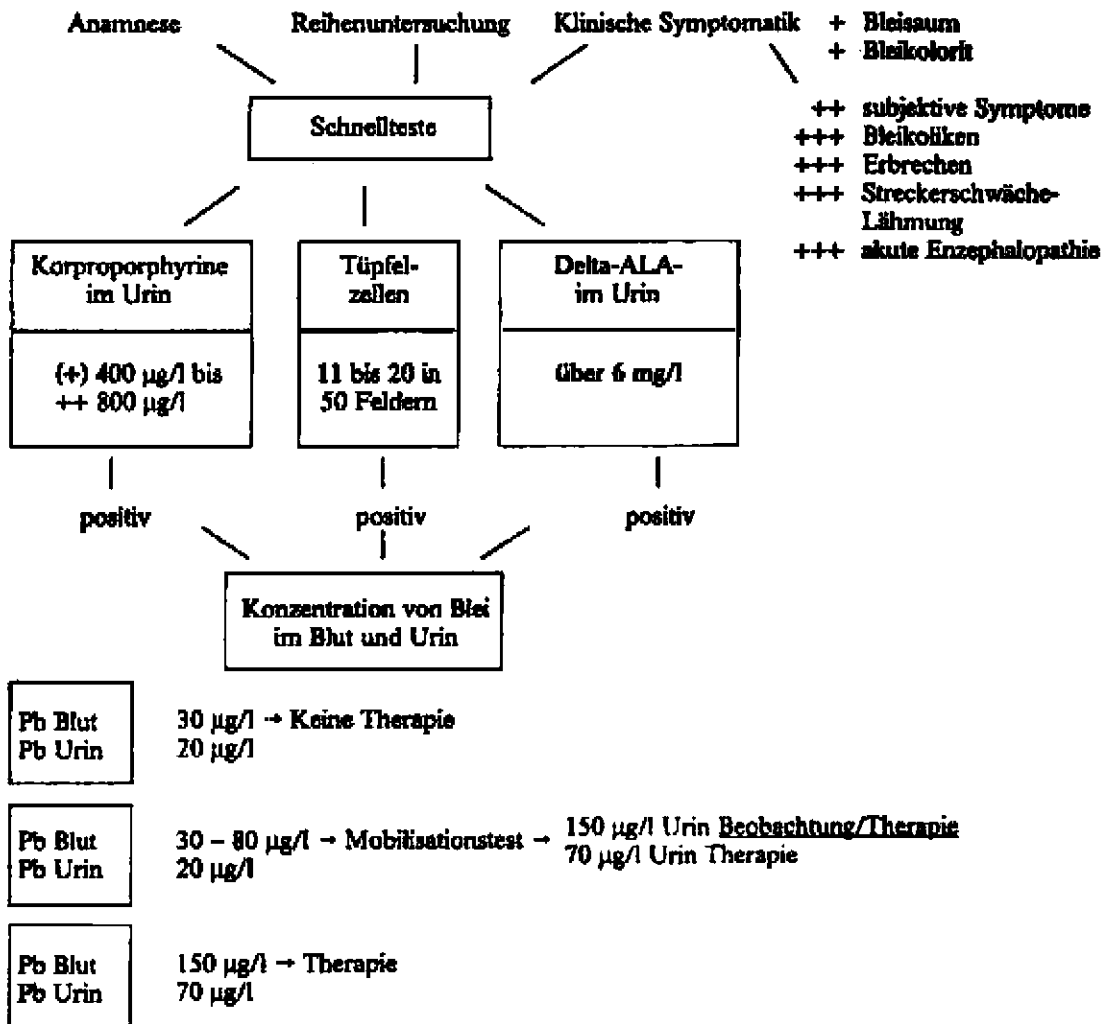 Anamnese
Reihenuntersuchung
Klinische Symptomatik
+ Bleisaum
+ Bleikolorit
++ subjektive Symptome
+++ Bleikoliken
+++ Erbrechen
+++ Streckerschwäche-
Lähmung
+++ akute Enzephalopathie
Schnellteste
Korproporphyrine
im Urin
(+) 400 µg/l bis
++ 800 µg/l
Tüpfel-
zellen
11 bis 20 in
50 Feldern
Delta-ALA-
im Urin
über 6 mg/l
positiv
positiv
positiv
Konzentration von Blei
im Blut und Urin
Pb Blut 30 µg/l → Keine Therapie
Pb Urin 20 µg/l
Pb Blut 30 – 80 µg/l → Mobilisationstest → 150 µg/l Urin Beobachtung/Therapie
Pb Urin 20 µg/l 70 µg/l Urin Therapie
Pb Blut 150 µg/l → Therapie
Pb Urin 70 µg/l